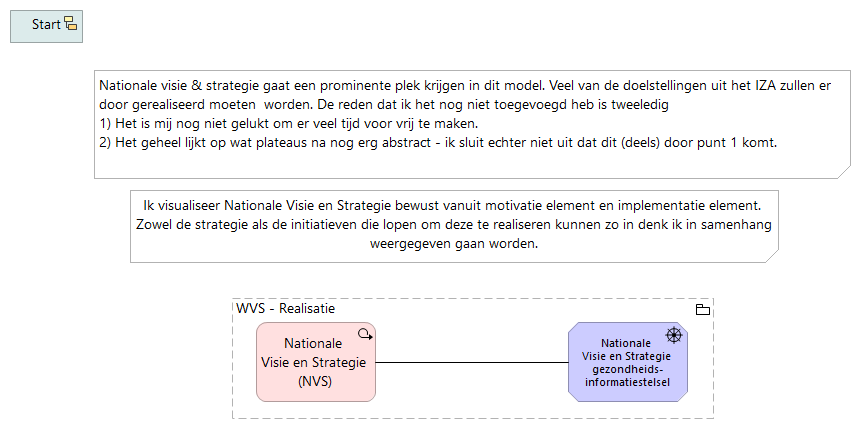 Start
Nationale visie & strategie gaat een prominente plek krijgen in dit model. Veel van de doelstellingen uit het IZA zullen er
door gerealiseerd moeten  worden. De reden dat ik het nog niet toegevoegd heb is tweeledig
1) Het is mij nog niet gelukt om er veel tijd voor vrij te maken.
2) Het geheel lijkt op wat plateaus na nog erg abstract - ik sluit echter niet uit dat dit (deels) door punt 1 komt.
Ik visualiseer Nationale Visie en Strategie bewust vanuit motivatie element en implementatie element.
Zowel de strategie als de initiatieven die lopen om deze te realiseren kunnen zo in denk ik in samenhang
weergegeven gaan worden.
WVS - Realisatie
Nationale
Visie en Strategie
(NVS)
Nationale
Visie en Strategie
gezondheids-
informatiestelsel